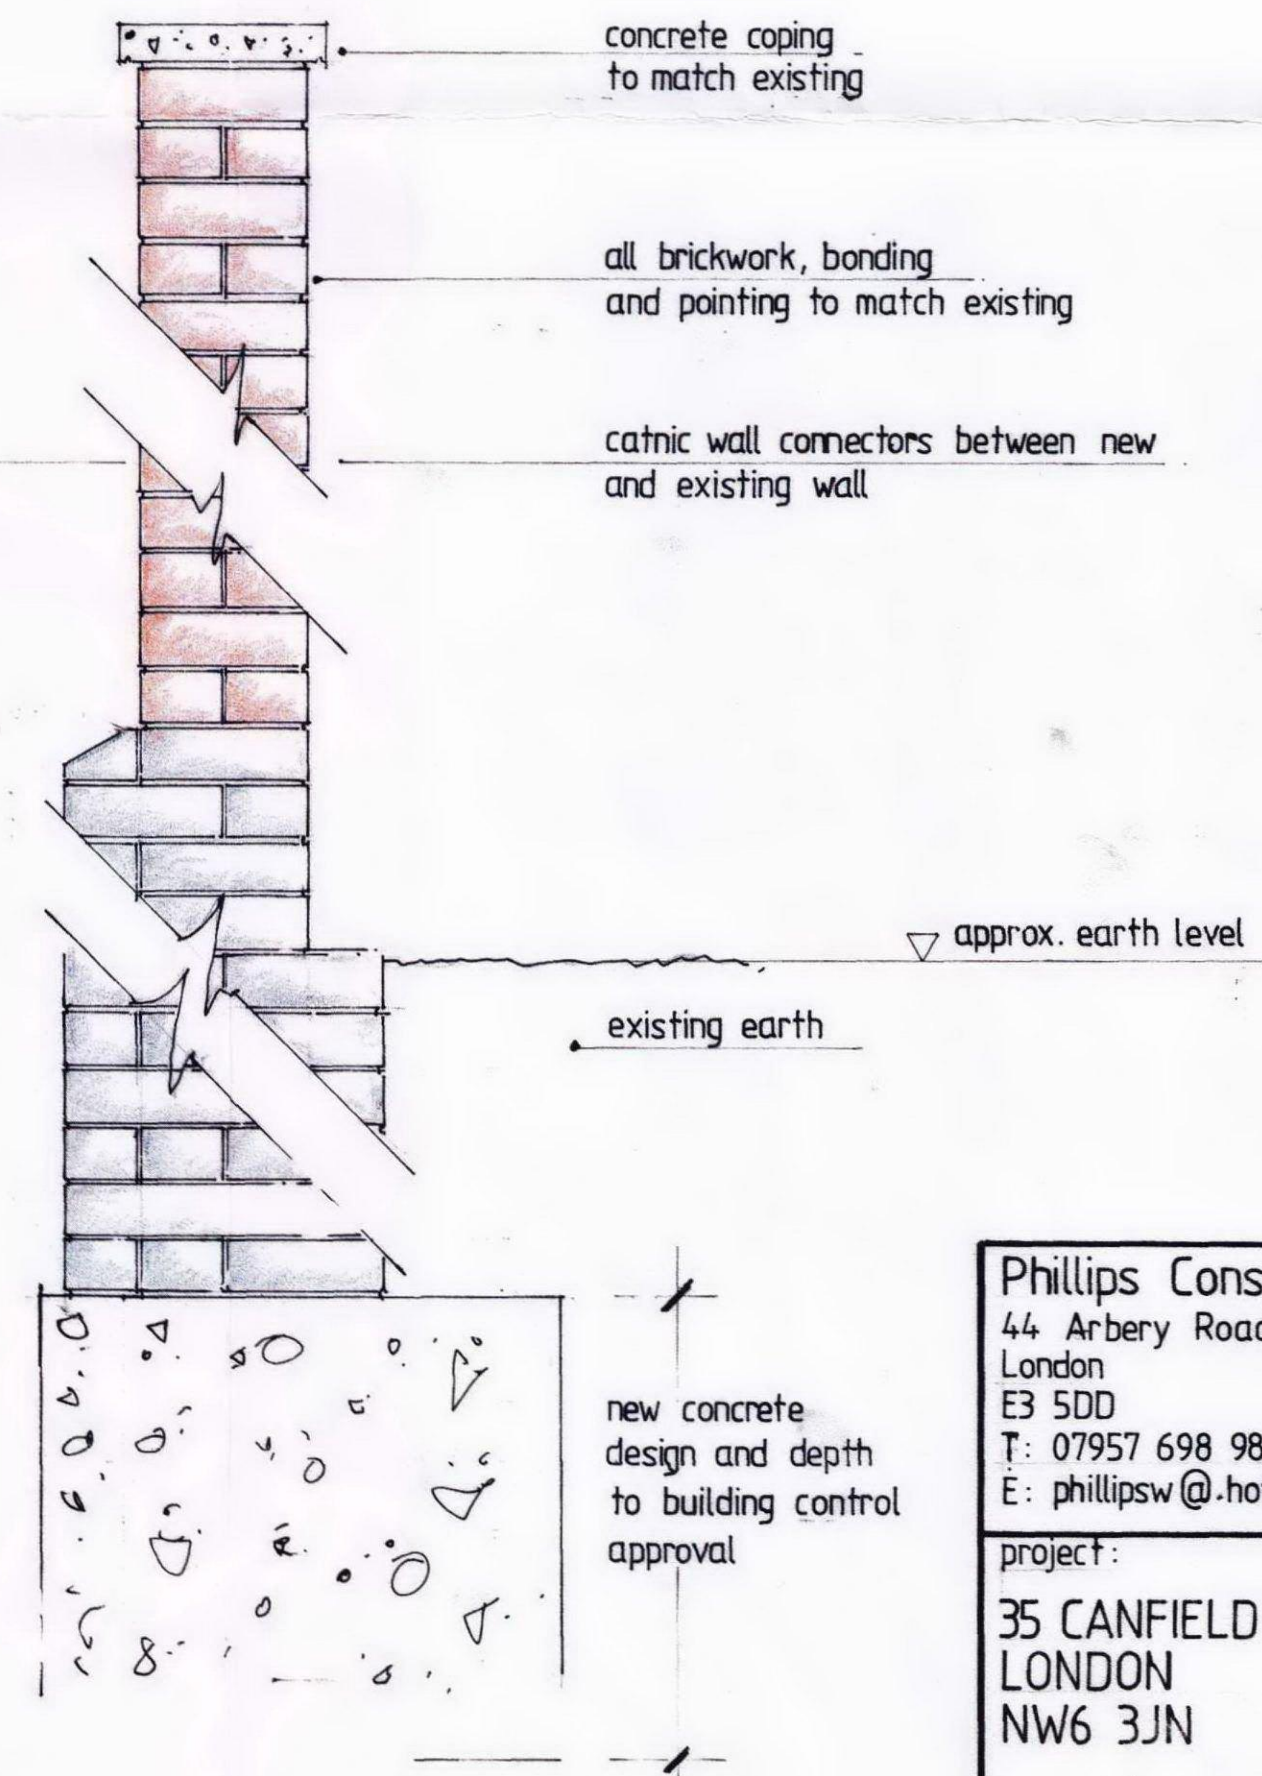 concrete coping
to match existing
all brickwork, bonding
and pointing to match existing
catnic wall connectors between new
and existing wall
approx. earth level
existing earth
new concrete
design and depth
to building control
approval
Phillips Cons
44 Arbery Road
London
E3 5DD
T: 07957 698 98
E: phillipsw@.ho
project:
35 CANFIELD
LONDON
NW6 3JN